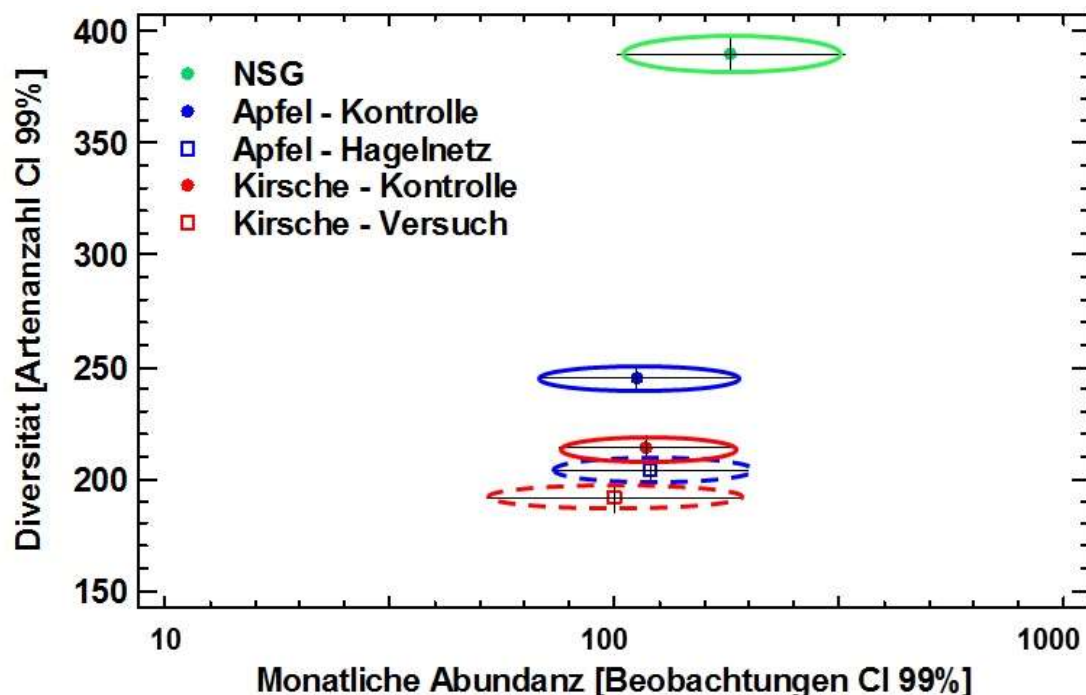 400
350
300
250
200
150
Diversität [Artenanzahl CI 99%]
NSG
Apfel - Kontrolle
Apfel - Hagelnetz
Kirsche - Kontrolle
Kirsche - Versuch
10
100
1000
Monatliche Abundanz [Beobachtungen CI 99%]